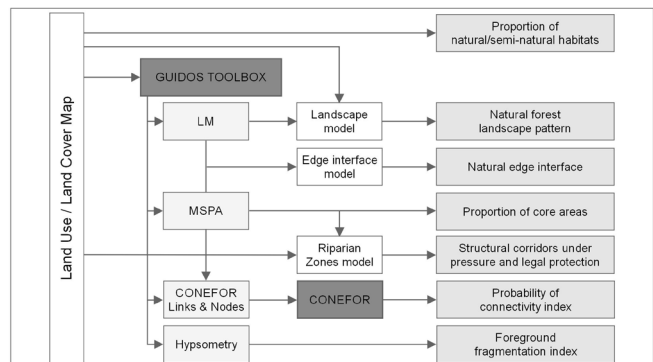 Land Use / Land Cover Map
Proportion of
natural/semi-natural habitats
GUIDOS TOOLBOX
LM
Landscape
model
Natural forest
landscape pattern
Edge interface
model
Natural edge interface
MSPA
Proportion of core areas
Riparian
Zones model
Structural corridors under
pressure and legal protection
CONEFOR
Links & Nodes
CONEFOR
Probability of
connectivity index
Hypsometry
Foreground
fragmentation index